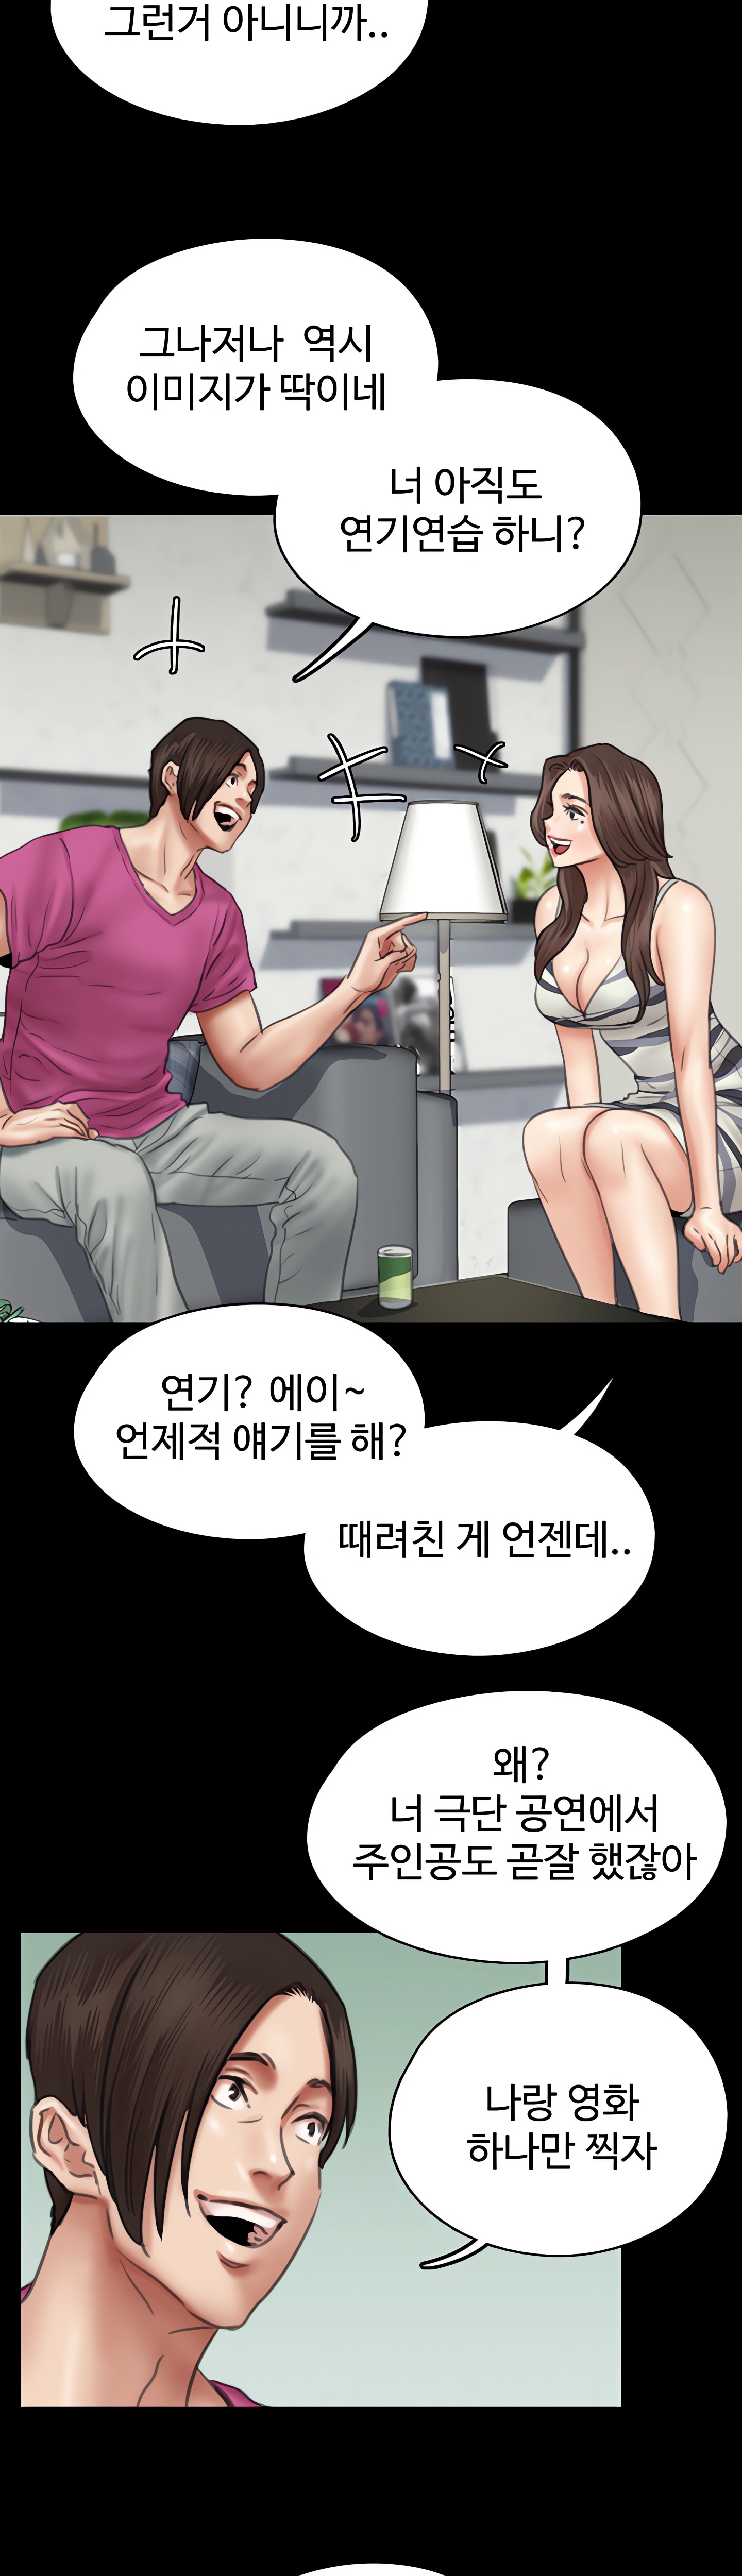 그런거 아니니까..
그나저나 역시
이미지가 딱이네
너 아직도
연기연습 하니?
연기? 에이~
언제적 얘기를 해?
때려친 게 언젠데..
왜?
너 극단 공연에서
주인공도 곧잘 했잖아
나랑 영화
하나만 찍자